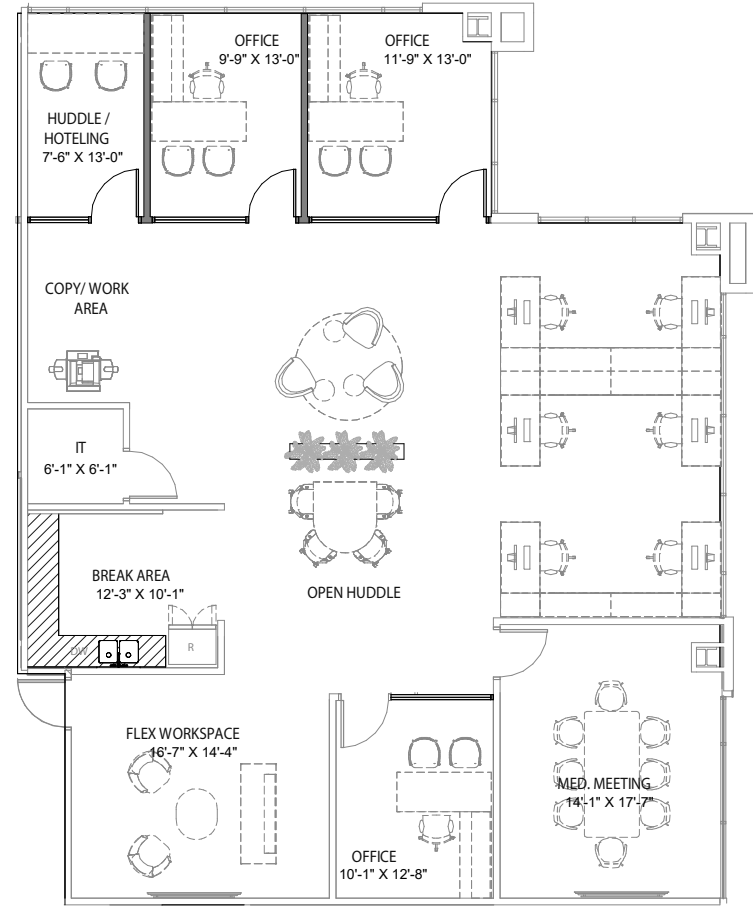 OFFICE
9'-9" X 13'-0"
OFFICE
11'-9" X 13'-0"
HUDDLE /
HOTELING
7'-6" X 13'-0"
COPY/ WORK
AREA
IT
6'-1" X 6'-1"
BREAK AREA
12'-3" X 10'-1"
OPEN HUDDLE
DW
R
FLEX WORKSPACE
16'-7" X 14'-4"
MED. MEETING
14'-1" X 17'-7"
OFFICE
10'-1" X 12'-8"